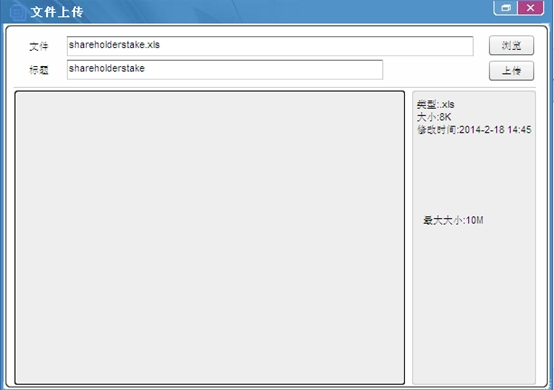 文件上传
文件 shareholderstake.xls 浏览
标题 shareholderstake 上传
类型:.xls
大小:8K
修改时间:2014-2-18 14:45
最大大小:10M